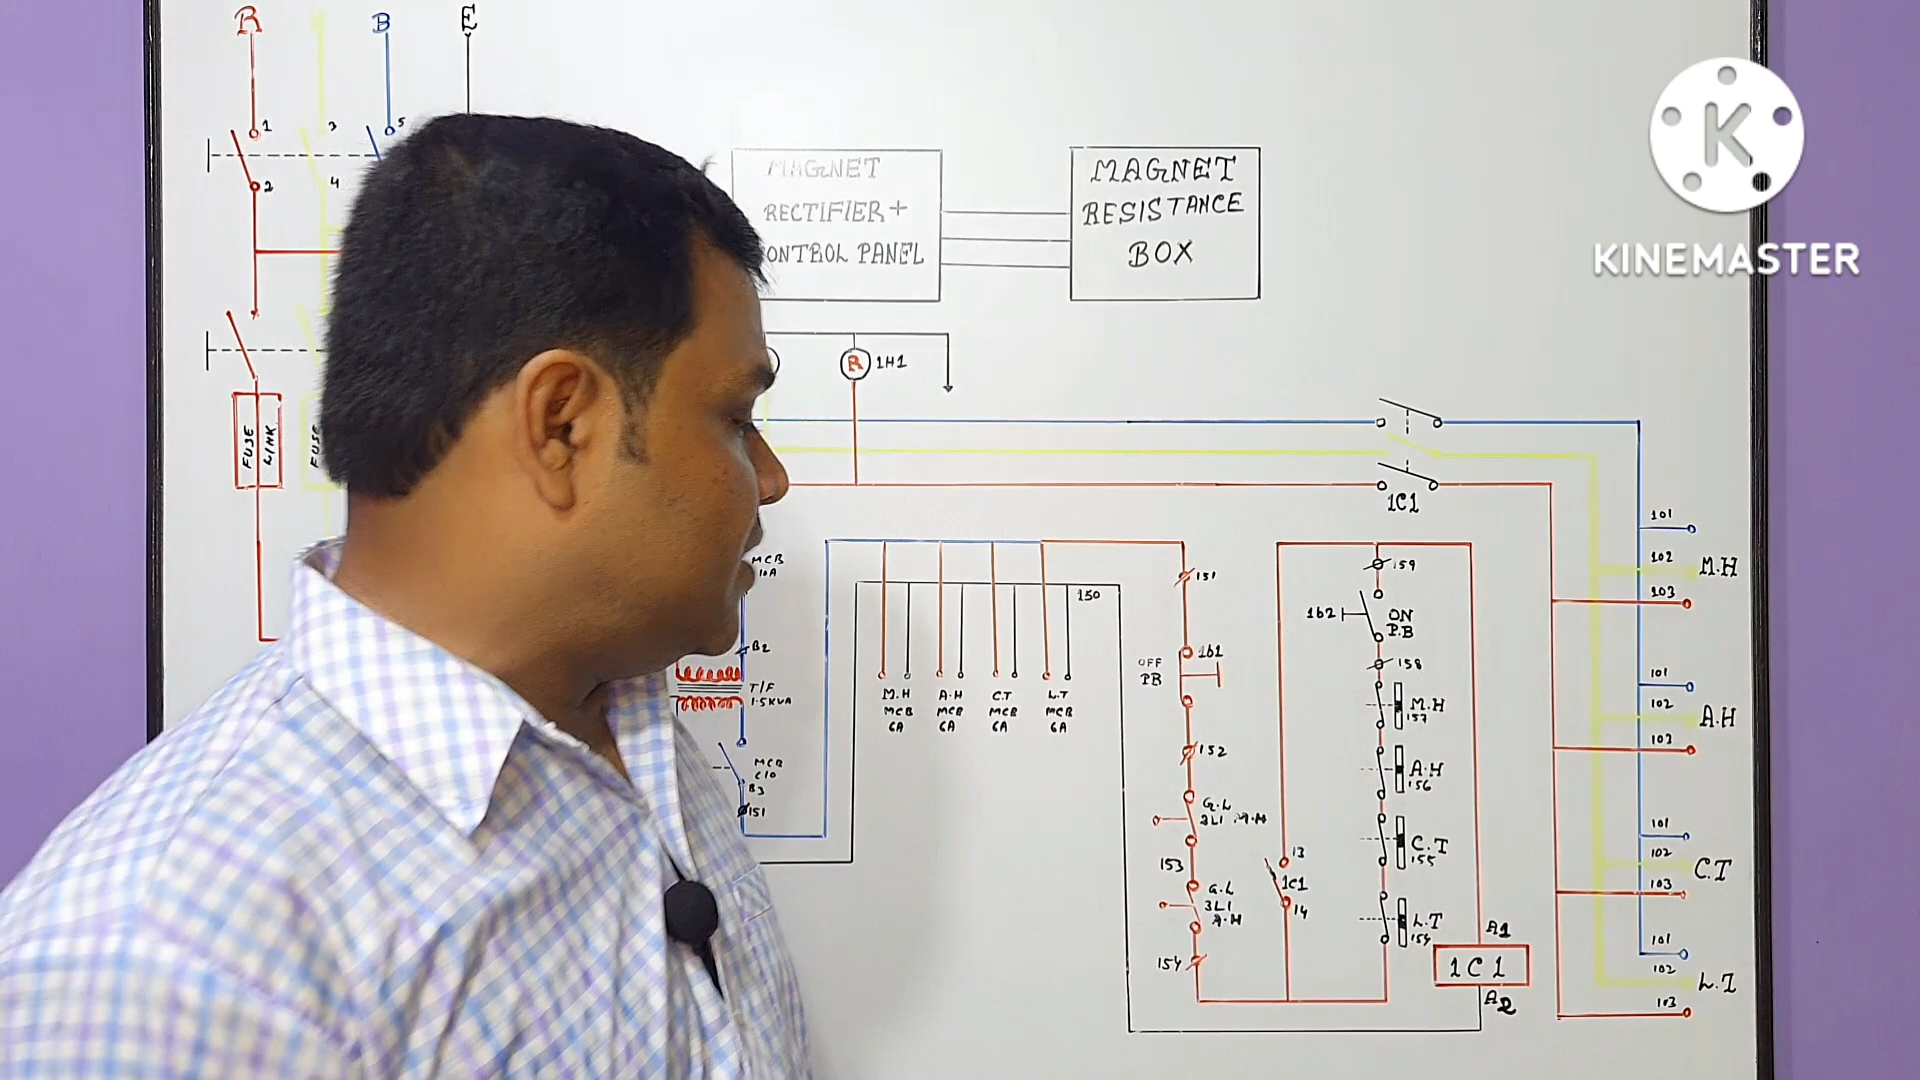 R
B
E
1
3
5
2
4
MAGNET
RECTIFIER+
CONTROL PANEL
MAGNET
RESISTANCE
BOX
K
KINEMASTER
R 1H1
FUSE
LINK
FUSE
1C1
MCB
10A
B2
T/F
1.5KVA
MCB
C10
B3
151
150
M.H
MCB
6A
A.H
MCB
6A
C.T
MCB
6A
L.T
MCB
6A
151
1b1
OFF
PB
152
G.L
2L1
153
G.L
3L1
A.H
154
13
1C1
14
159
1b2
ON
P.B
158
M.H
157
A.H
156
C.T
155
L.T
154
A1
1C1
A2
101
102
M.H
103
101
102
A.H
103
101
102
C.T
103
101
102
L.T
103